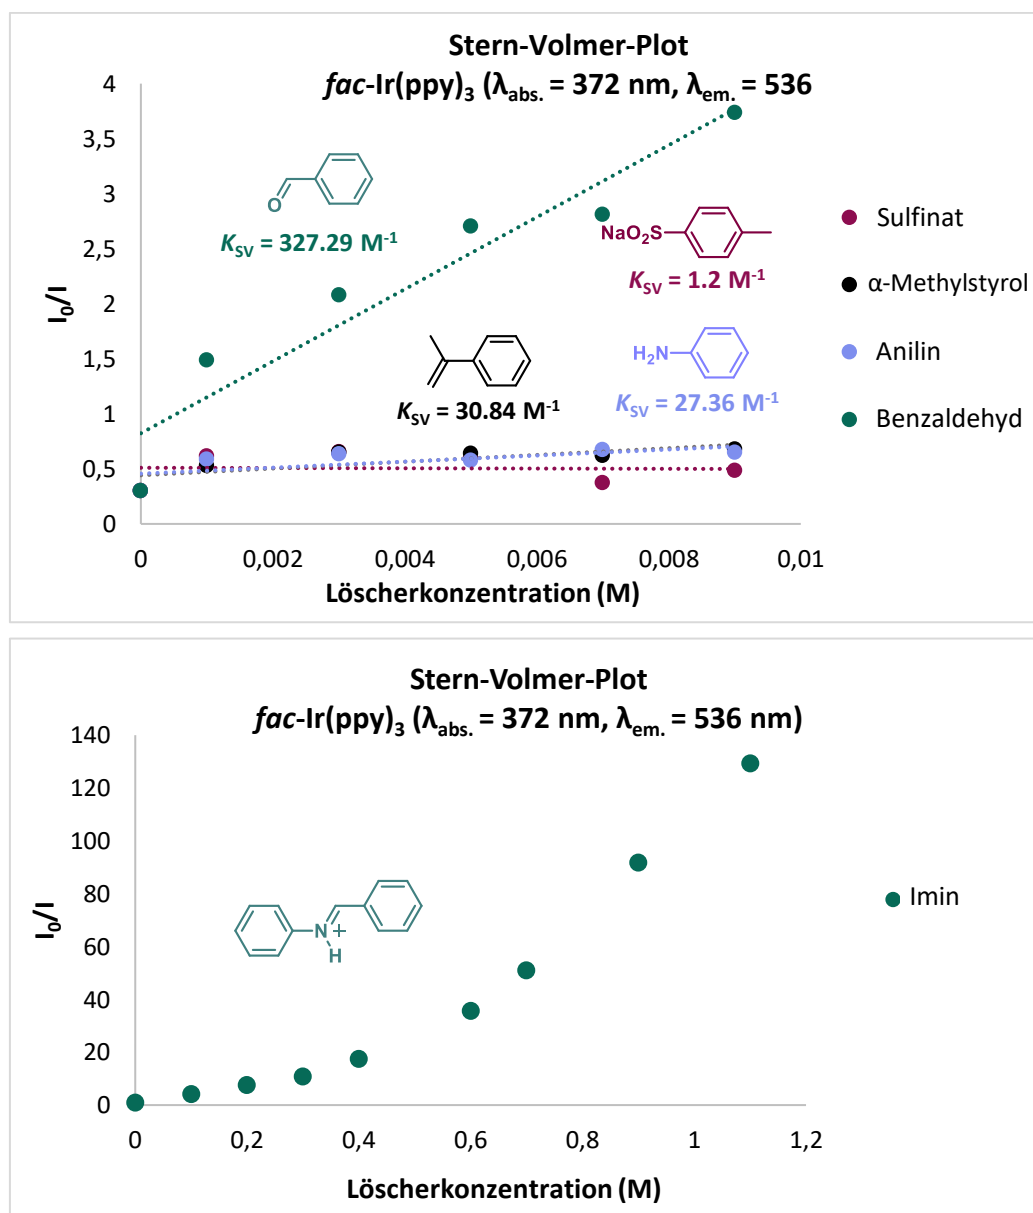 Stern-Volmer-Plot
fac-Ir(ppy)₃ (λabs. = 372 nm, λem. = 536
4
3,5
3
2,5
2
1,5
1
0,5
0
I₀/I
O
KSV = 327.29 M⁻¹
NaO₂S
KSV = 1.2 M⁻¹
KSV = 30.84 M⁻¹
H₂N
KSV = 27.36 M⁻¹
Sulfinat
α-Methylstyrol
Anilin
Benzaldehyd
0 0,002 0,004 0,006 0,008 0,01
Löscherkonzentration (M)
Stern-Volmer-Plot
fac-Ir(ppy)₃ (λabs. = 372 nm, λem. = 536 nm)
140
120
100
80
60
40
20
0
I₀/I
N +
H
Imin
0 0,2 0,4 0,6 0,8 1 1,2
Löscherkonzentration (M)